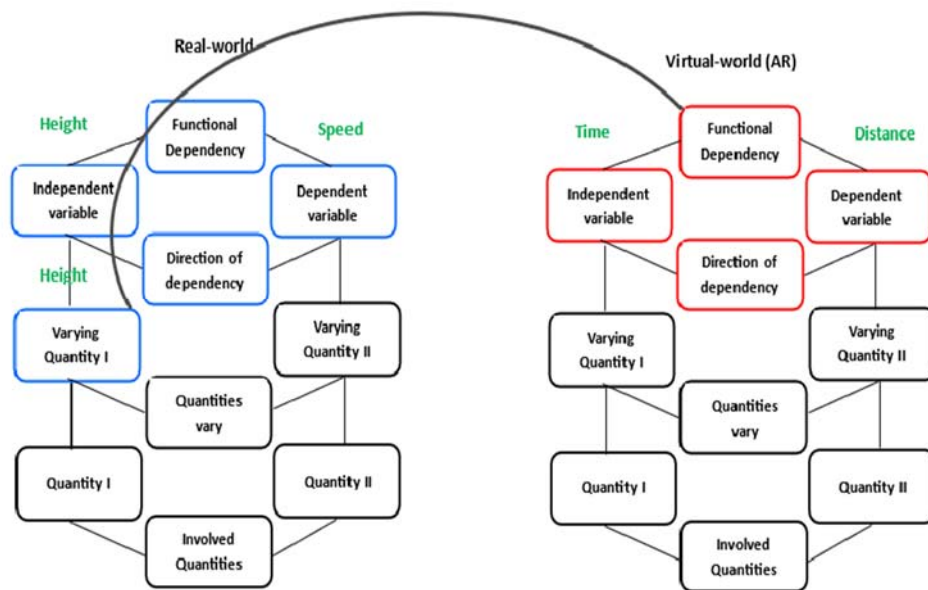 Real-world
Virtual-world (AR)
Height
Functional
Dependency
Speed
Independent
variable
Dependent
variable
Height
Direction of
dependency
Varying
Quantity I
Varying
Quantity II
Quantities
vary
Quantity I
Quantity II
Involved
Quantities
Time
Functional
Dependency
Distance
Independent
variable
Dependent
variable
Direction of
dependency
Varying
Quantity I
Varying
Quantity II
Quantities
vary
Quantity I
Quantity II
Involved
Quantities